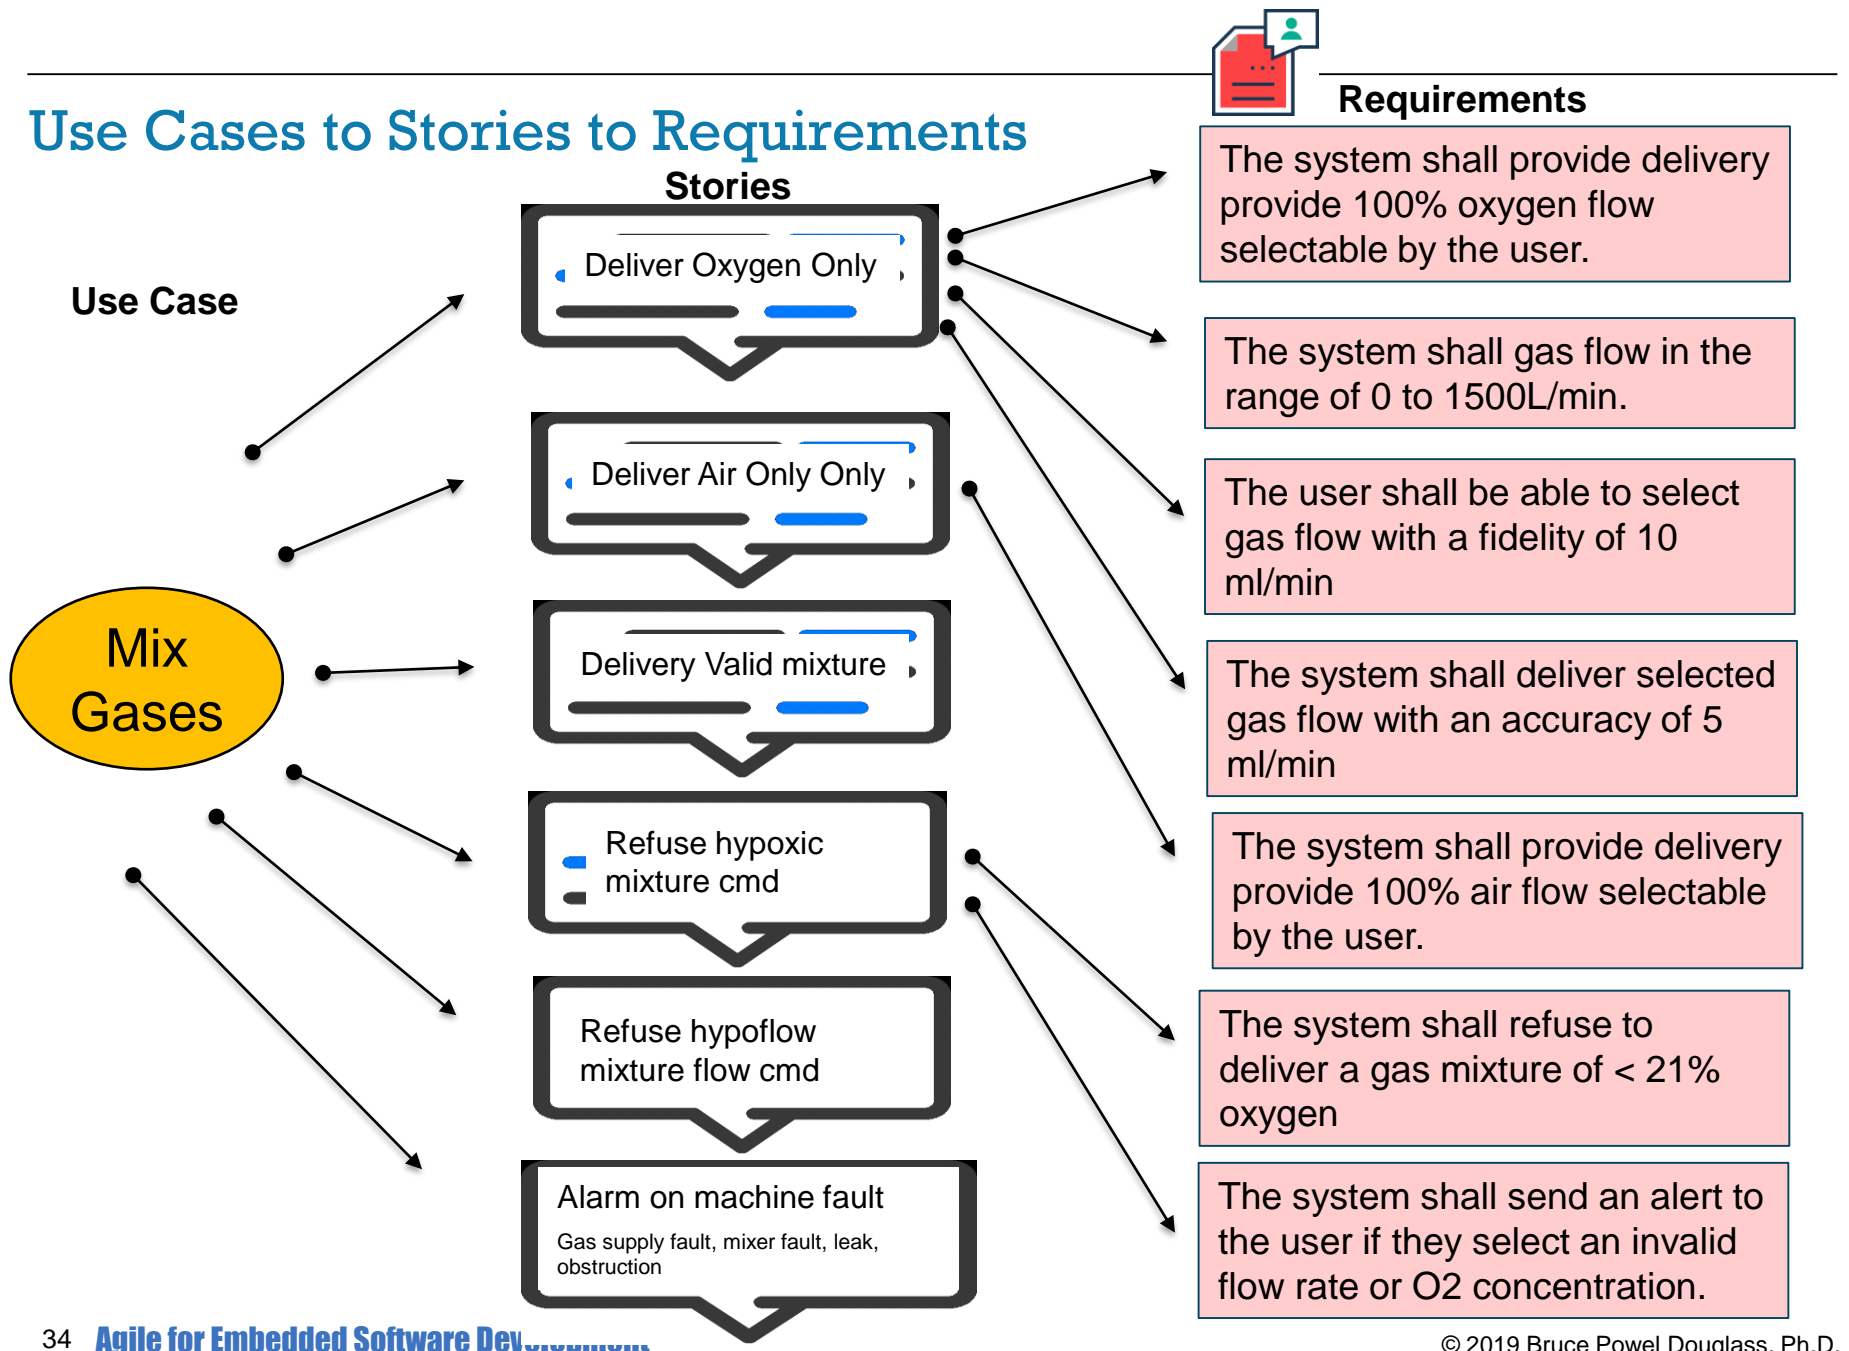 Requirements
Use Cases to Stories to Requirements
Stories
Use Case
Mix
Gases
Deliver Oxygen Only
Deliver Air Only Only
Delivery Valid mixture
Refuse hypoxic
mixture cmd
Refuse hypoflow
mixture flow cmd
Alarm on machine fault
Gas supply fault, mixer fault, leak,
obstruction
The system shall provide delivery
provide 100% oxygen flow
selectable by the user.
The system shall gas flow in the
range of 0 to 1500L/min.
The user shall be able to select
gas flow with a fidelity of 10
ml/min
The system shall deliver selected
gas flow with an accuracy of 5
ml/min
The system shall provide delivery
provide 100% air flow selectable
by the user.
The system shall refuse to
deliver a gas mixture of < 21%
oxygen
The system shall send an alert to
the user if they select an invalid
flow rate or O2 concentration.
34 Agile for Embedded Software Development
© 2019 Bruce Powel Douglass, Ph.D.